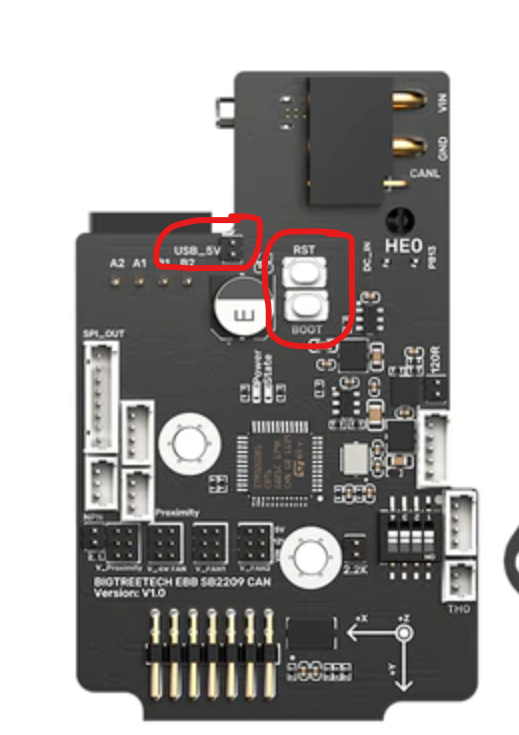 VIN
GND
CANL
HE0
DC_IN
PB13
USB_5V
RST
A2 A1 B1 B2
BOOT
SPI_OUT
Power
State
120R
Proximity
5V
V_Proximity V_4W FAN V_FAN1 V_FAN2
2.2K
BIGTREETECH EBB SB2209 CAN
Version: V1.0
TH0
+X
+Z
+Y